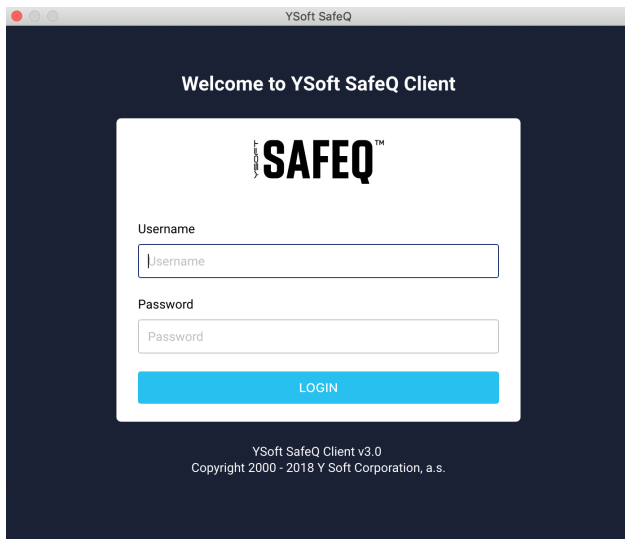 YSoft SafeQ
Welcome to YSoft SafeQ Client
YSOFT SAFEQ™
Username
Username
Password
Password
LOGIN
YSoft SafeQ Client v3.0
Copyright 2000 - 2018 Y Soft Corporation, a.s.